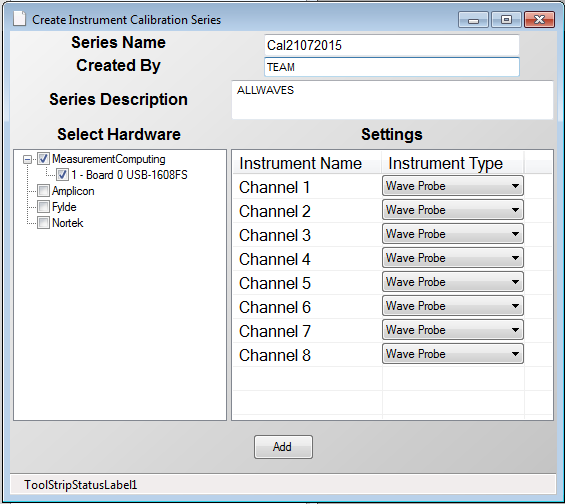 Create Instrument Calibration Series
Series Name Cal21072015
Created By TEAM
Series Description ALLWAVES
Select Hardware Settings
MeasurementComputing
1 - Board 0 USB-1608FS
Amplicon
Fylde
Nortek
Instrument Name Instrument Type
Channel 1 Wave Probe
Channel 2 Wave Probe
Channel 3 Wave Probe
Channel 4 Wave Probe
Channel 5 Wave Probe
Channel 6 Wave Probe
Channel 7 Wave Probe
Channel 8 Wave Probe
Add
ToolStripStatusLabel1